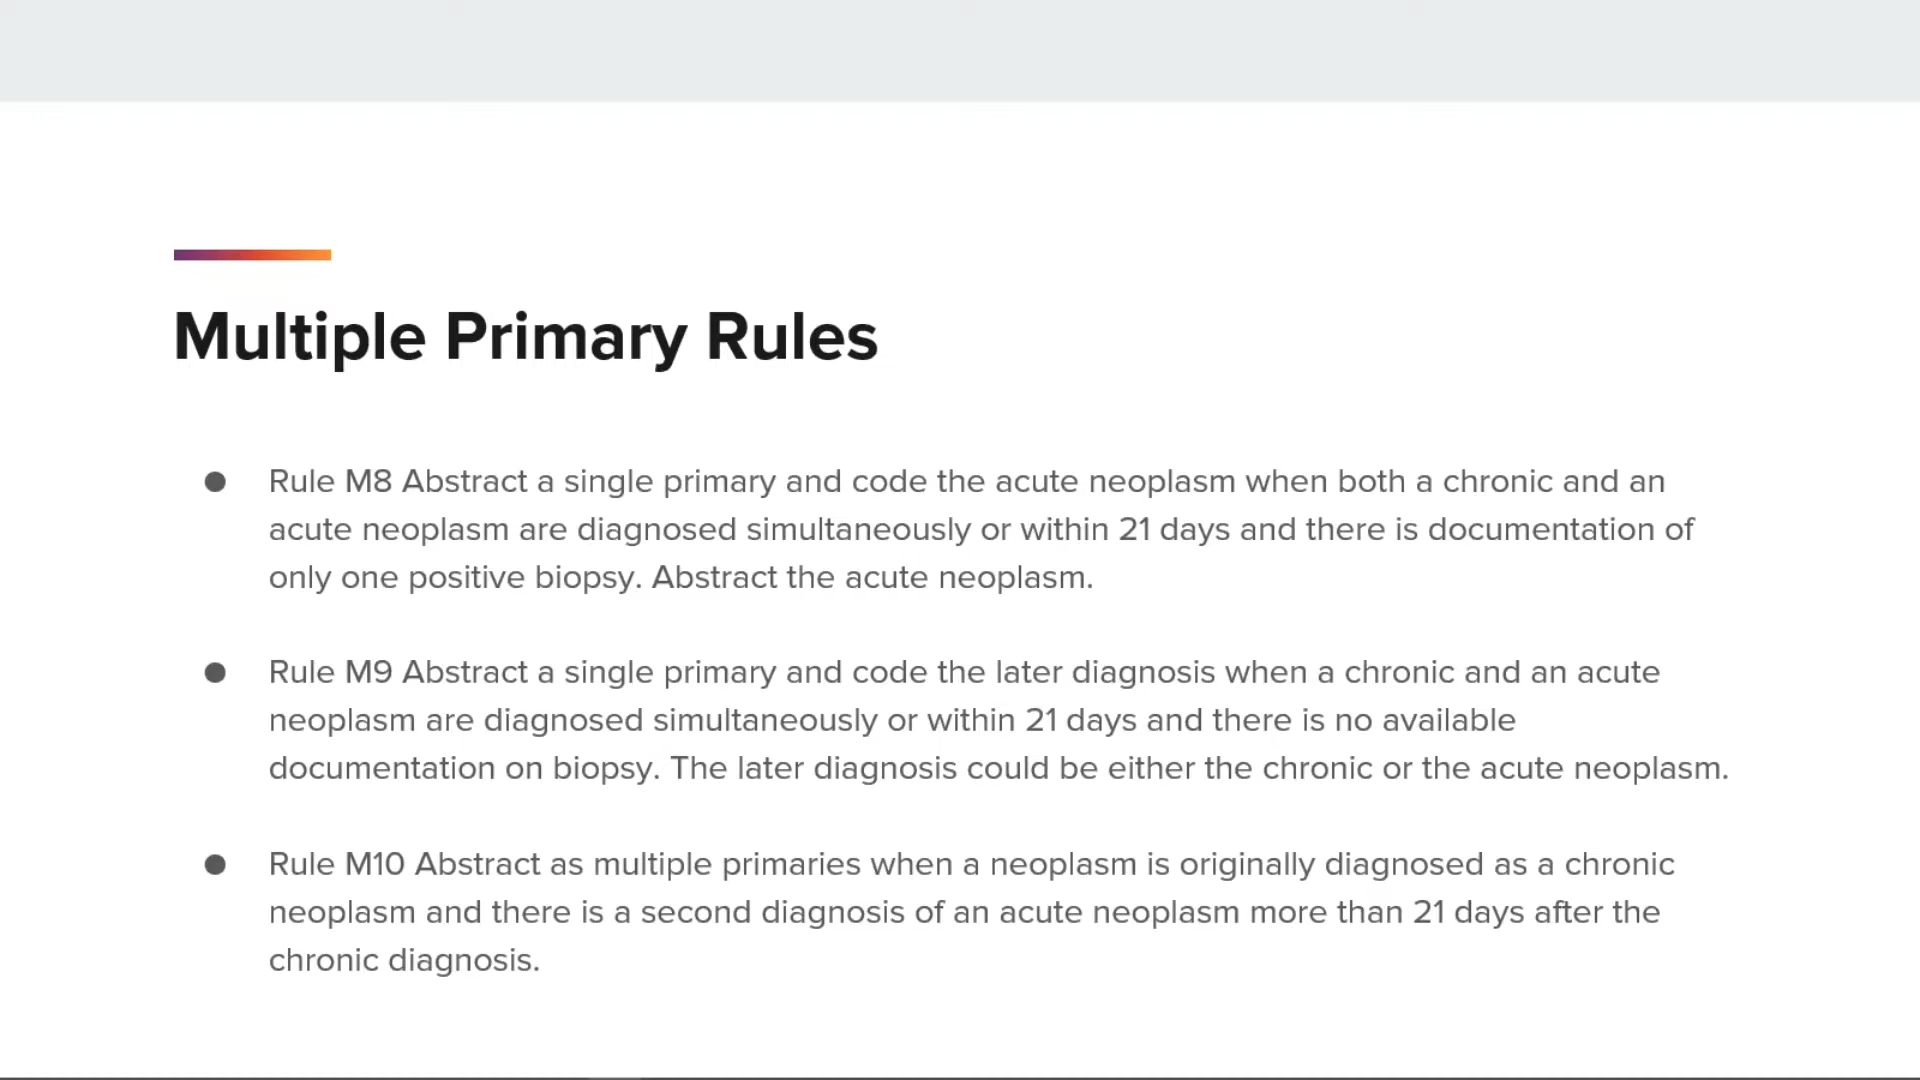 Multiple Primary Rules
● Rule M8 Abstract a single primary and code the acute neoplasm when both a chronic and an
acute neoplasm are diagnosed simultaneously or within 21 days and there is documentation of
only one positive biopsy. Abstract the acute neoplasm.
● Rule M9 Abstract a single primary and code the later diagnosis when a chronic and an acute
neoplasm are diagnosed simultaneously or within 21 days and there is no available
documentation on biopsy. The later diagnosis could be either the chronic or the acute neoplasm.
● Rule M10 Abstract as multiple primaries when a neoplasm is originally diagnosed as a chronic
neoplasm and there is a second diagnosis of an acute neoplasm more than 21 days after the
chronic diagnosis.